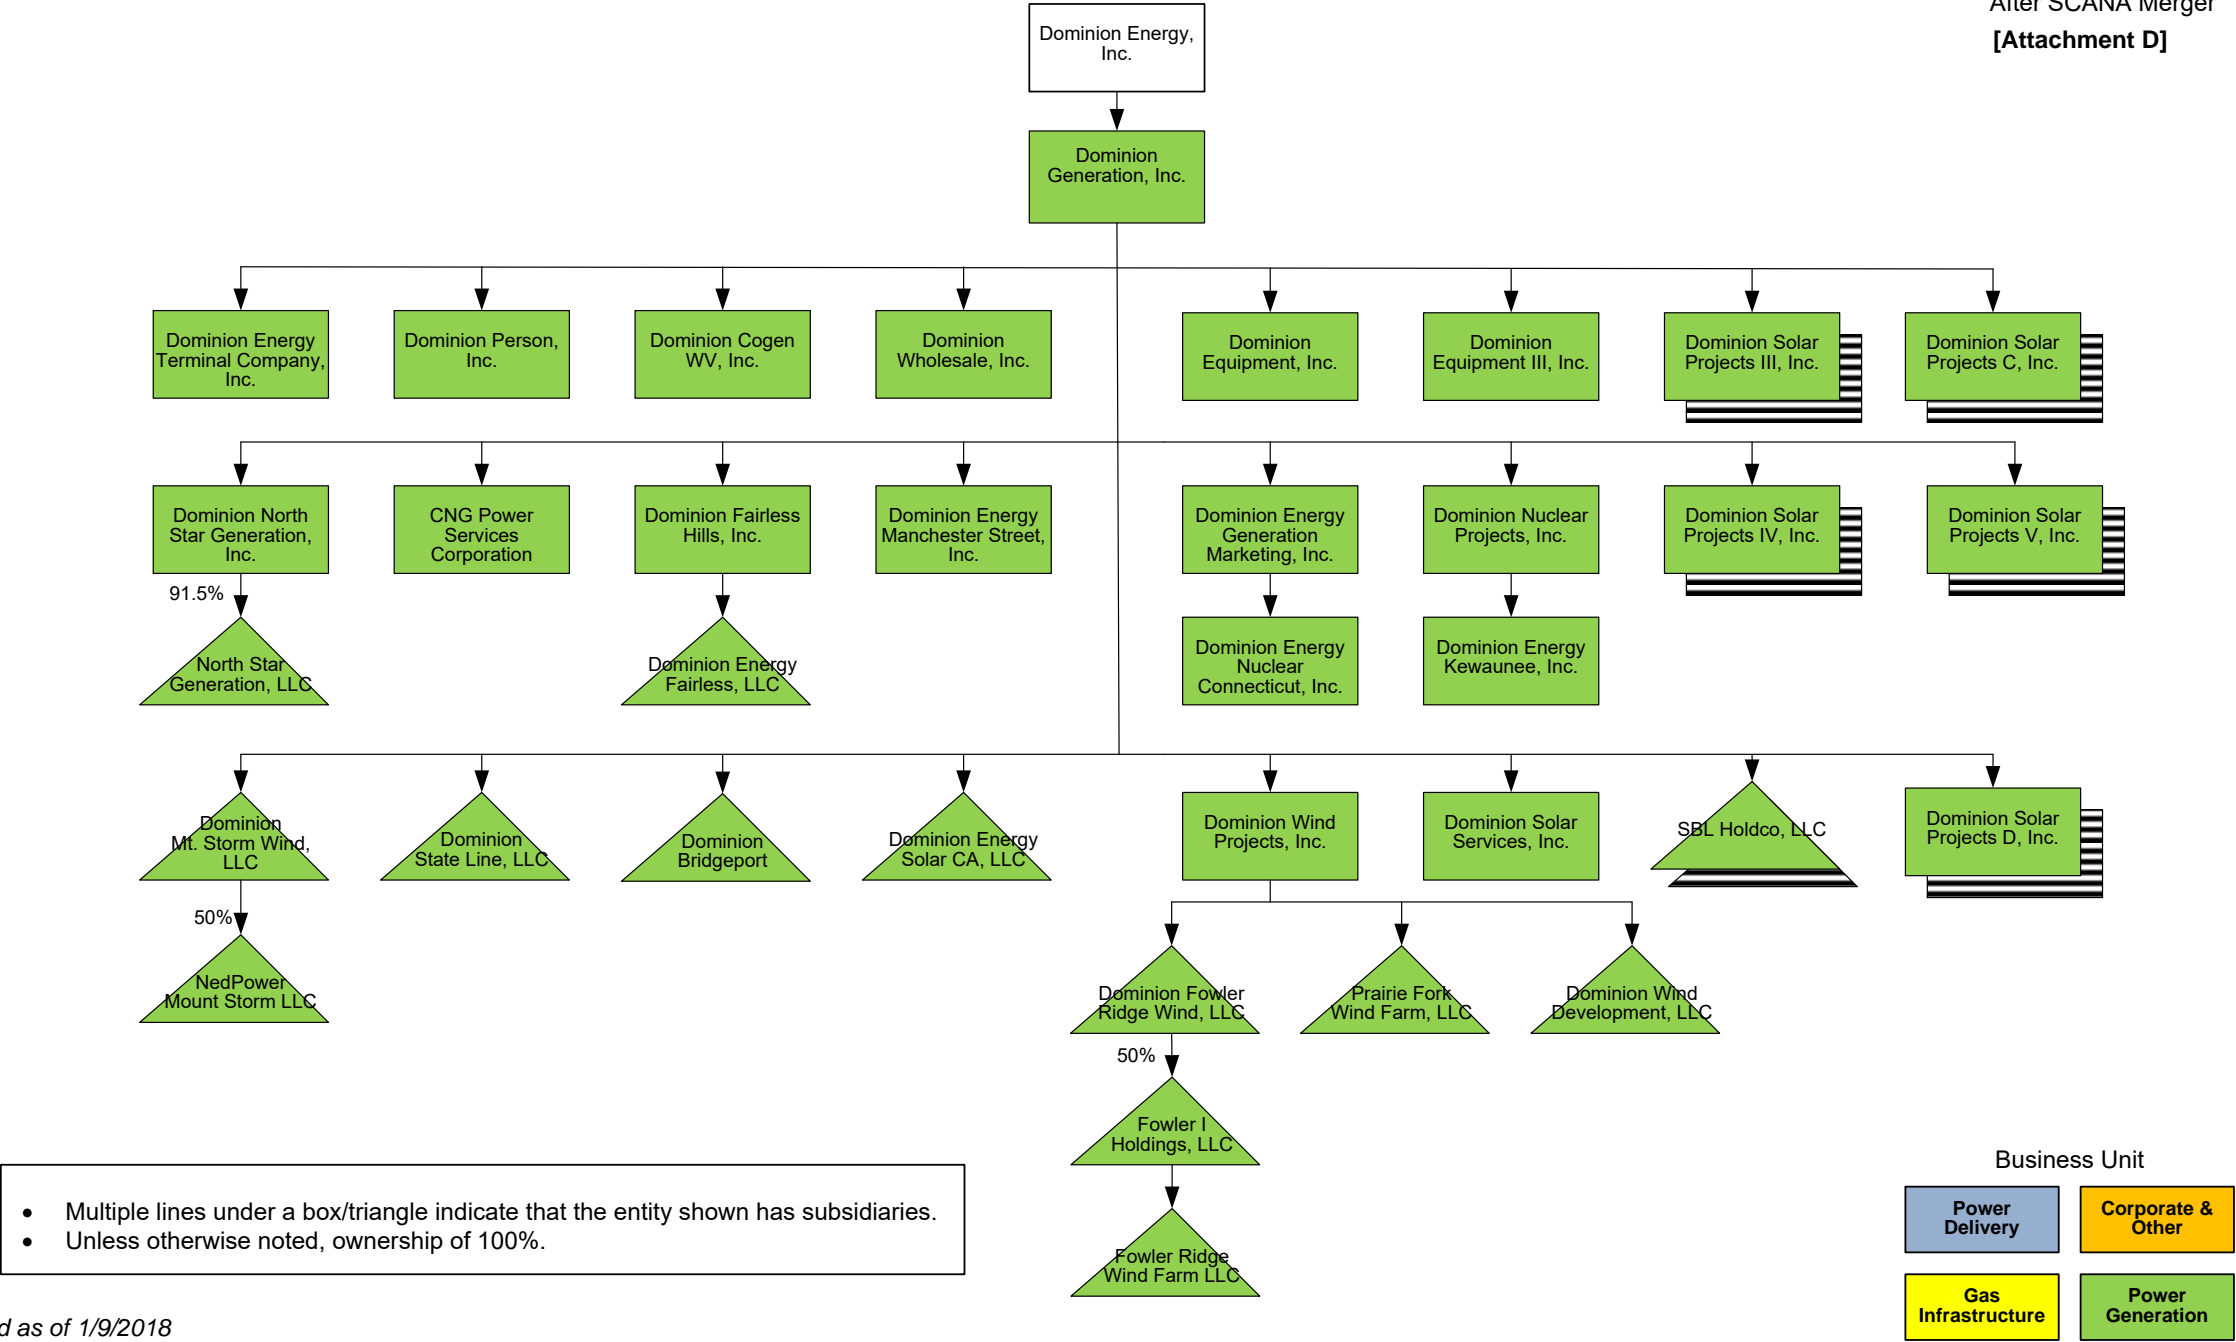 After SCANA Merger
[Attachment D]
Dominion Energy,
Inc.
Dominion
Generation, Inc.
Dominion Energy
Terminal Company,
Inc.
Dominion Person,
Inc.
Dominion Cogen
WV, Inc.
Dominion
Wholesale, Inc.
Dominion
Equipment, Inc.
Dominion
Equipment III, Inc.
Dominion Solar
Projects III, Inc.
Dominion Solar
Projects C, Inc.
Dominion North
Star Generation,
Inc.
CNG Power
Services
Corporation
Dominion Fairless
Hills, Inc.
Dominion Energy
Manchester Street,
Inc.
Dominion Energy
Generation
Marketing, Inc.
Dominion Nuclear
Projects, Inc.
Dominion Solar
Projects IV, Inc.
Dominion Solar
Projects V, Inc.
91.5%
North Star
Generation, LLC
Dominion Energy
Fairless, LLC
Dominion Energy
Nuclear
Connecticut, Inc.
Dominion Energy
Kewaunee, Inc.
Dominion
Mt. Storm Wind,
LLC
Dominion
State Line, LLC
Dominion
Bridgeport
Dominion Energy
Solar CA, LLC
Dominion Wind
Projects, Inc.
Dominion Solar
Services, Inc.
SBL Holdco, LLC
Dominion Solar
Projects D, Inc.
50%
NedPower
Mount Storm LLC
Dominion Fowler
Ridge Wind, LLC
Prairie Fork
Wind Farm, LLC
Dominion Wind
Development, LLC
50%
Fowler I
Holdings, LLC
Fowler Ridge
Wind Farm LLC
• Multiple lines under a box/triangle indicate that the entity shown has subsidiaries.
• Unless otherwise noted, ownership of 100%.
d as of 1/9/2018
Business Unit
Power
Delivery
Corporate &
Other
Gas
Infrastructure
Power
Generation